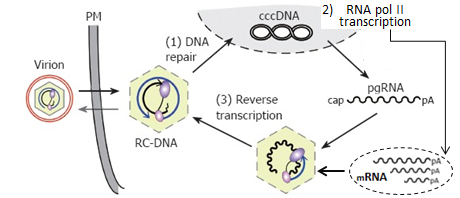 PM
cccDNA
2) RNA pol II
transcription
(1) DNA
repair
Virion
pgRNA
cap
pA
(3) Reverse
transcription
RC-DNA
mRNA
pA
pA
pA